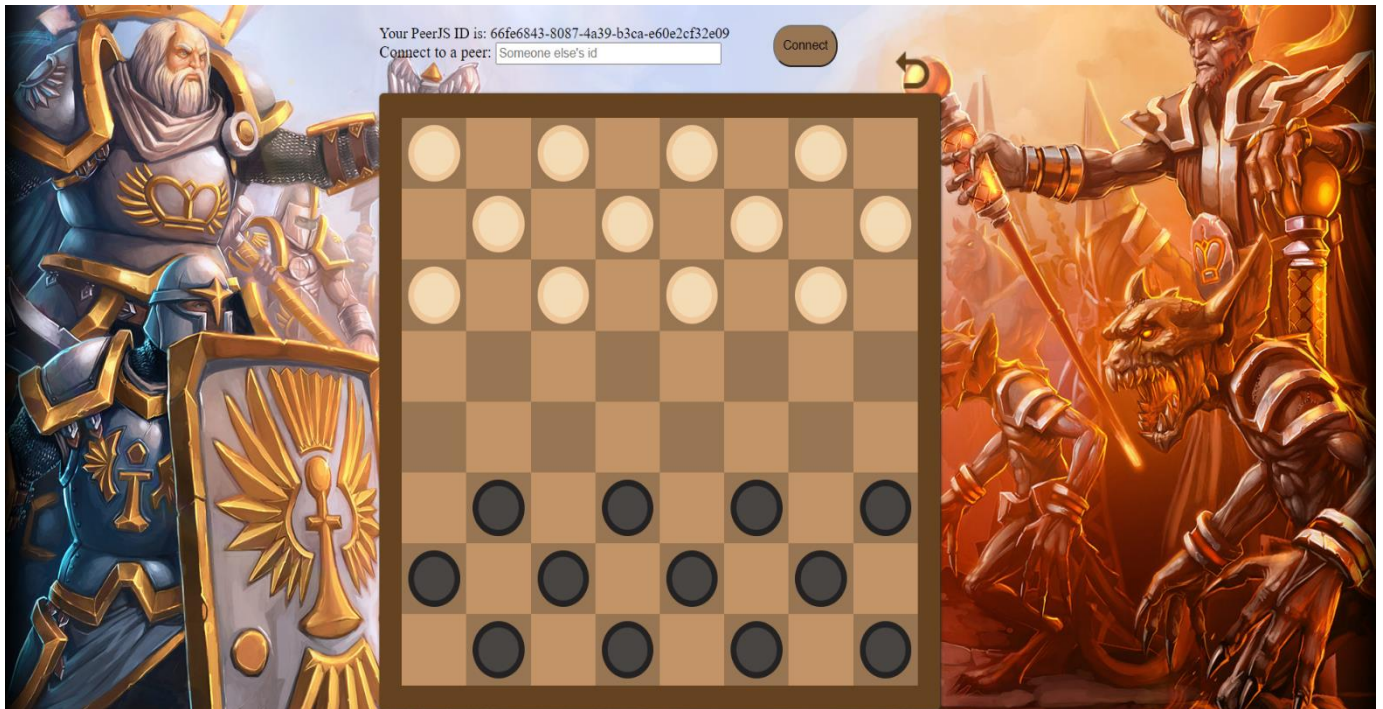 Your PeerJS ID is: 66fe6843-8087-4a39-b3ca-e60e2cf32e09
Connect to a peer: Someone else's id
Connect